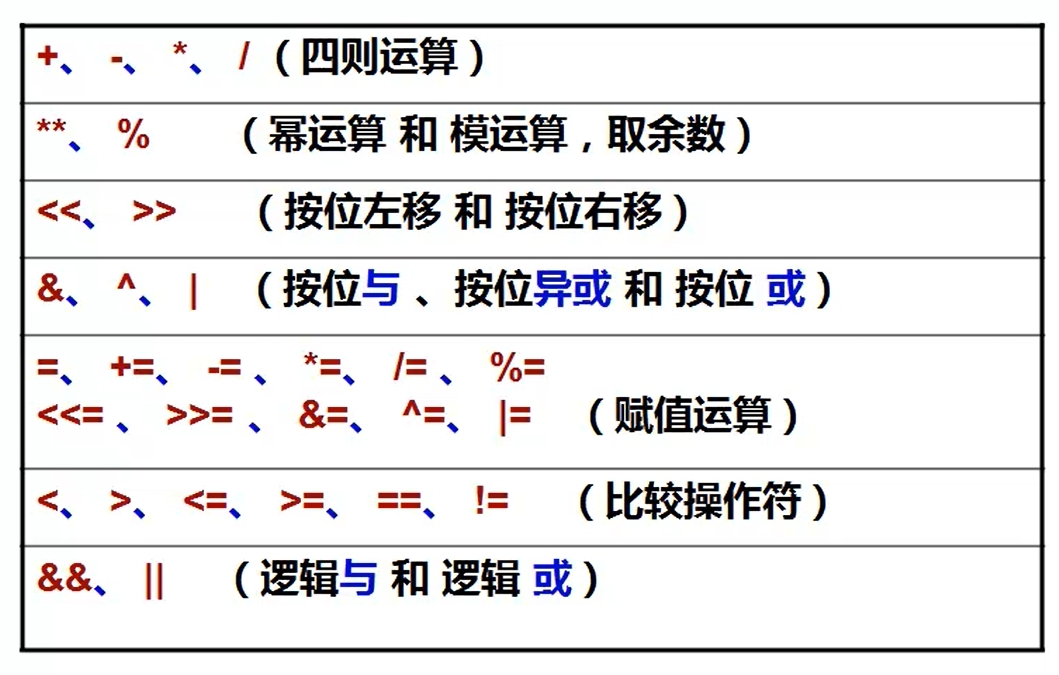 +、 -、 *、 /（四则运算）
**、 % （幂运算 和 模运算，取余数）
<<、 >> （按位左移 和 按位右移）
&、 ^、 | （按位与 、按位异或 和 按位 或）
=、 +=、 -= 、 *=、 /= 、 %=
<<= 、 >>= 、 &=、 ^=、 |= （赋值运算）
<、 >、 <=、 >=、 ==、 != （比较操作符）
&&、 || （逻辑与 和 逻辑 或）